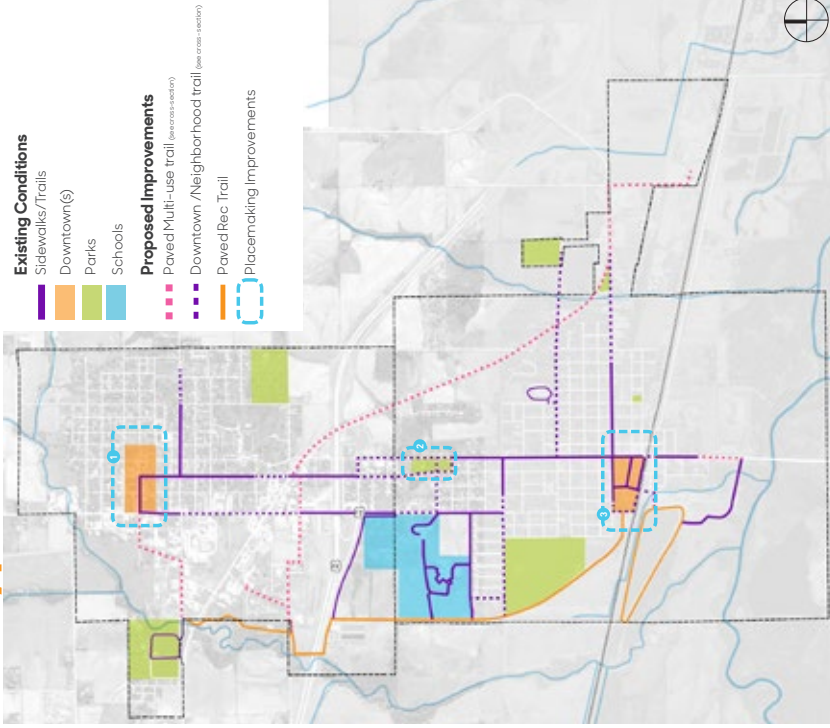 Existing Conditions
Sidewalks/Trails
Downtown(s)
Parks
Schools
Proposed Improvements
Paved Multi-use trail (see cross-section)
Downtown /Neighborhood trail (see cross-section)
Paved Rec Trail
Placemaking Improvements
1
2
3